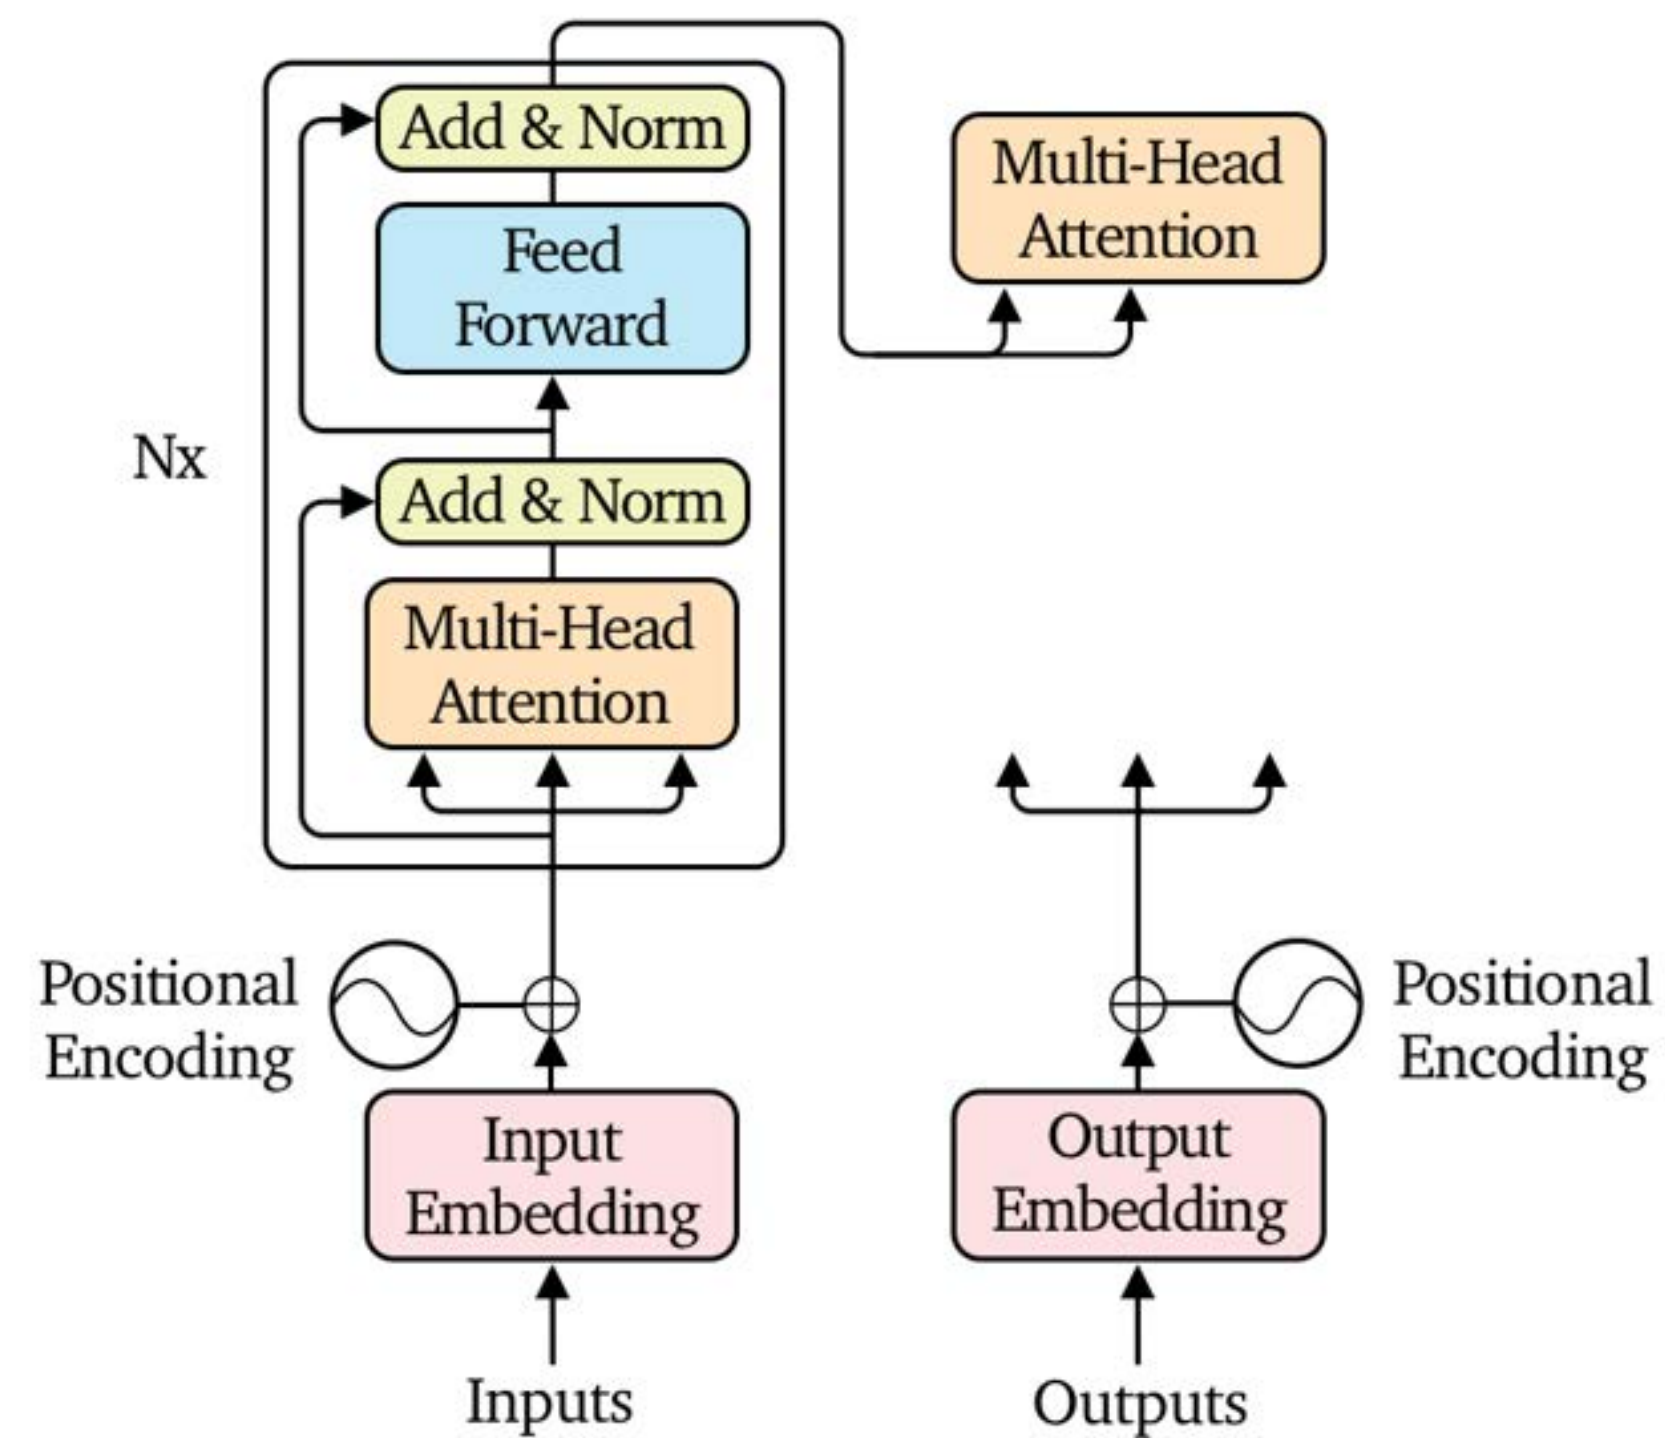 Add & Norm
Feed
Forward
Nx
Add & Norm
Multi-Head
Attention
Positional
Encoding
Input
Embedding
Inputs
Multi-Head
Attention
Positional
Encoding
Output
Embedding
Outputs